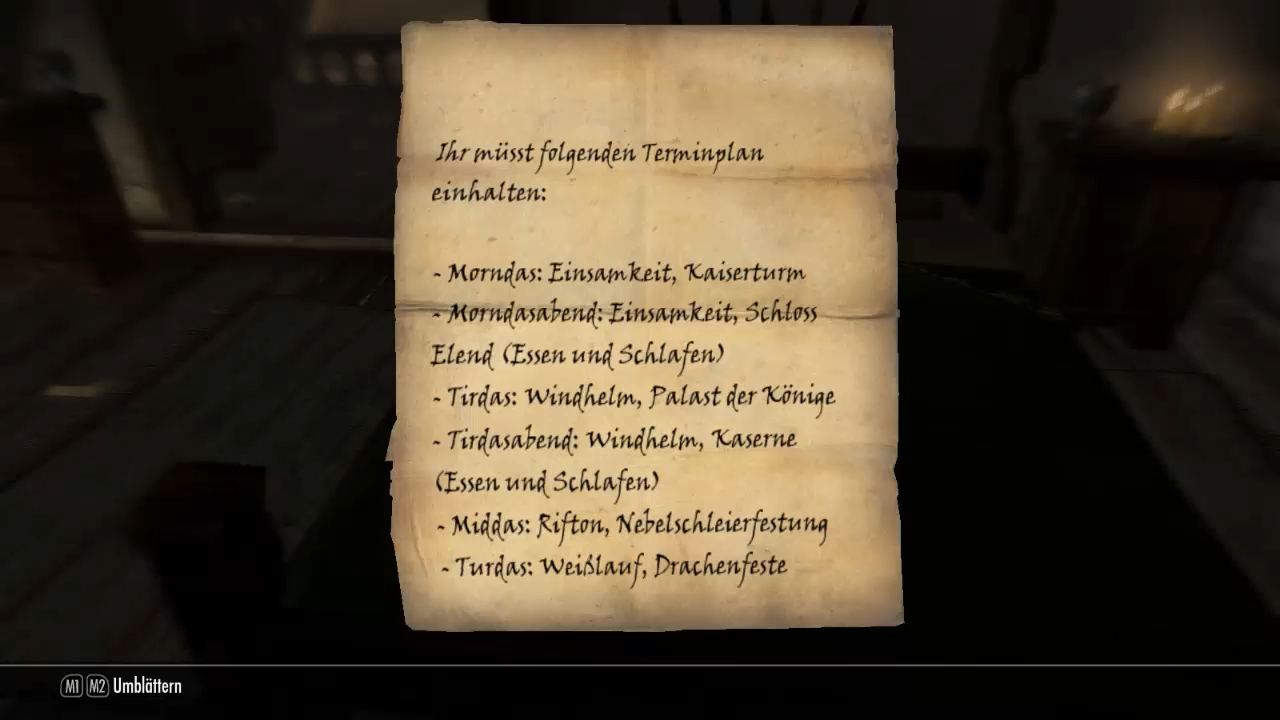 Ihr müsst folgenden Terminplan
einhalten:
- Morndas: Einsamkeit, Kaiserturm
- Morndasabend: Einsamkeit, Schloss
Elend (Essen und Schlafen)
- Tirdas: Windhelm, Palast der Könige
- Tirdasabend: Windhelm, Kaserne
(Essen und Schlafen)
- Middas: Rifton, Nebelschleierfestung
- Turdas: Weißlauf, Drachenfeste
M1 M2 Umblättern